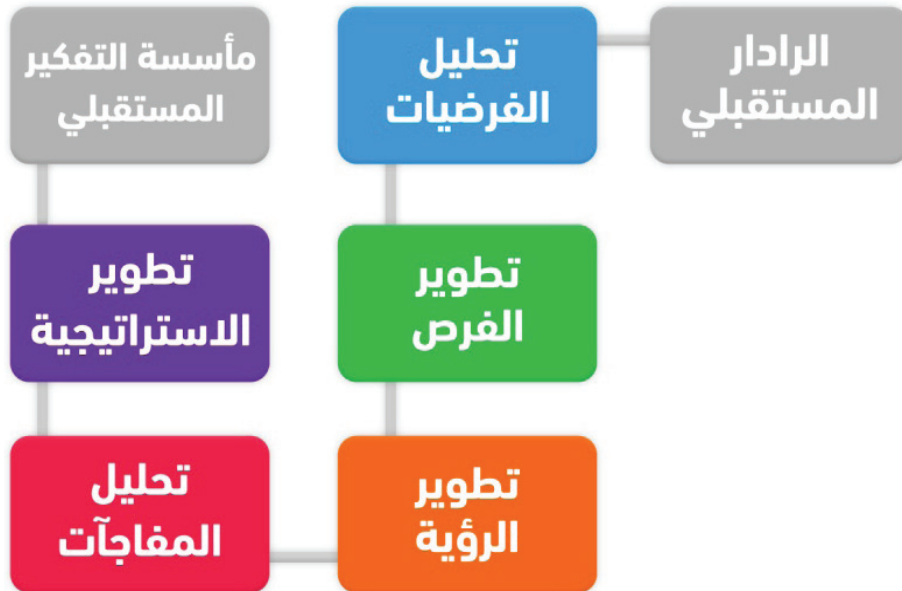 الرادار
المستقبلي
تحليل
الفرضيات
تطوير
الفرص
تطوير
الرؤية
تحليل
المفاجآت
تطوير
الاستراتيجية
مأسسة التفكير
المستقبلي